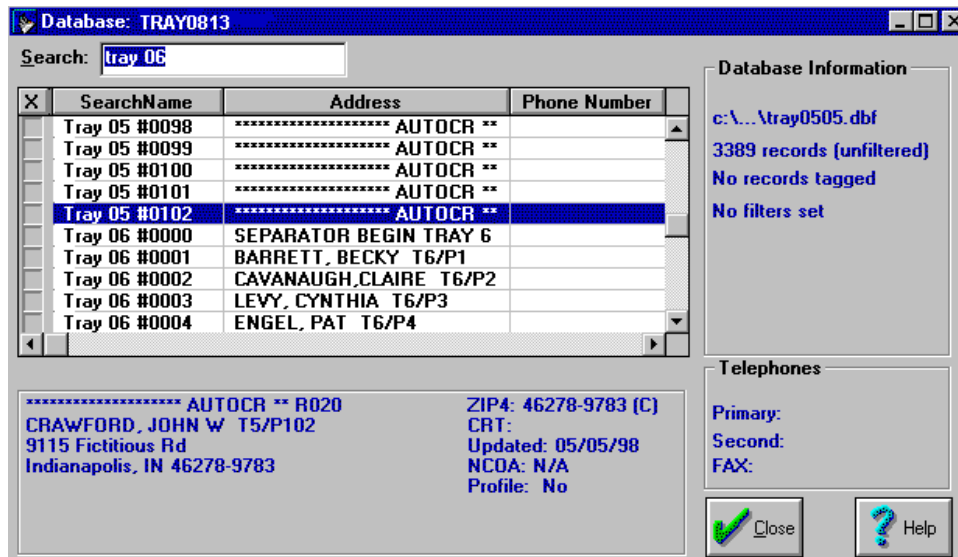 Database: TRAY0813
Search: tray 06
X SearchName Address Phone Number
Tray 05 #0098 ******************** AUTOCR **
Tray 05 #0099 ******************** AUTOCR **
Tray 05 #0100 ******************** AUTOCR **
Tray 05 #0101 ******************** AUTOCR **
Tray 05 #0102 ******************** AUTOCR **
Tray 06 #0000 SEPARATOR BEGIN TRAY 6
Tray 06 #0001 BARRETT, BECKY T6/P1
Tray 06 #0002 CAVANAUGH,CLAIRE T6/P2
Tray 06 #0003 LEVY, CYNTHIA T6/P3
Tray 06 #0004 ENGEL, PAT T6/P4
Database Information
c:\...\tray0505.dbf
3389 records (unfiltered)
No records tagged
No filters set
******************** AUTOCR ** R020
CRAWFORD, JOHN W T5/P102
9115 Fictitious Rd
Indianapolis, IN 46278-9783
ZIP4: 46278-9783 (C)
CRT:
Updated: 05/05/98
NCOA: N/A
Profile: No
Telephones
Primary:
Second:
FAX:
Close
Help